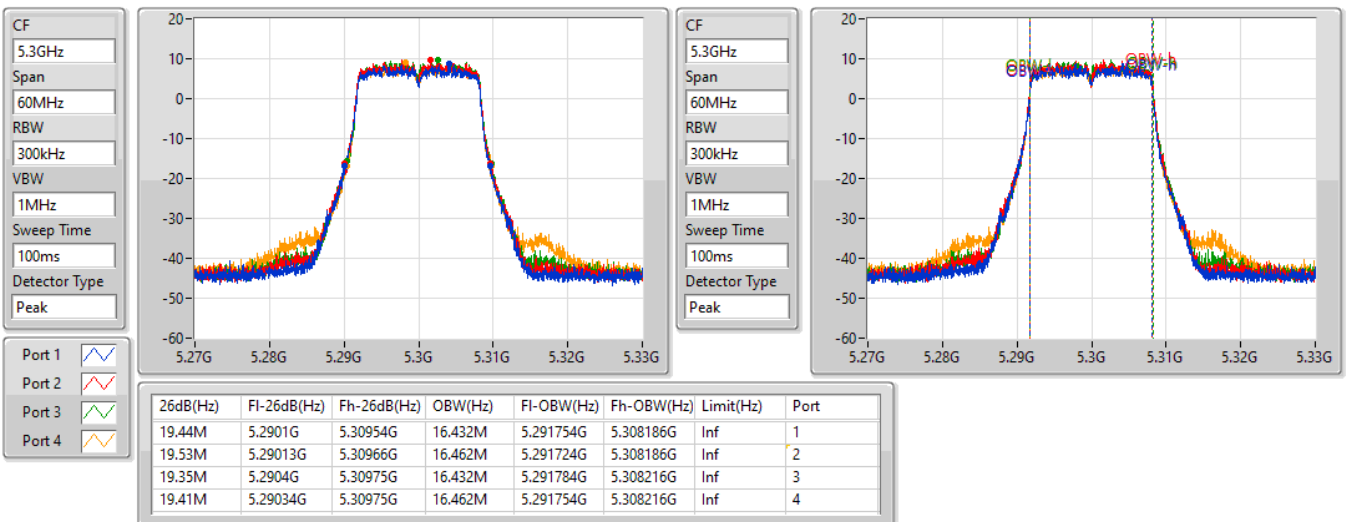 CF
5.3GHz
Span
60MHz
RBW
300kHz
VBW
1MHz
Sweep Time
100ms
Detector Type
Peak
20
10
0
-10
-20
-30
-40
-50
-60
5.27G 5.28G 5.29G 5.3G 5.31G 5.32G 5.33G
CF
5.3GHz
Span
60MHz
RBW
300kHz
VBW
1MHz
Sweep Time
100ms
Detector Type
Peak
20
10
0
-10
-20
-30
-40
-50
-60
OBW-h
5.27G 5.28G 5.29G 5.3G 5.31G 5.32G 5.33G
Port 1
Port 2
Port 3
Port 4
26dB(Hz) Fl-26dB(Hz) Fh-26dB(Hz) OBW(Hz) Fl-OBW(Hz) Fh-OBW(Hz) Limit(Hz) Port
19.44M 5.2901G 5.30954G 16.432M 5.291754G 5.308186G Inf 1
19.53M 5.29013G 5.30966G 16.462M 5.291724G 5.308186G Inf 2
19.35M 5.2904G 5.30975G 16.432M 5.291784G 5.308216G Inf 3
19.41M 5.29034G 5.30975G 16.462M 5.291754G 5.308216G Inf 4